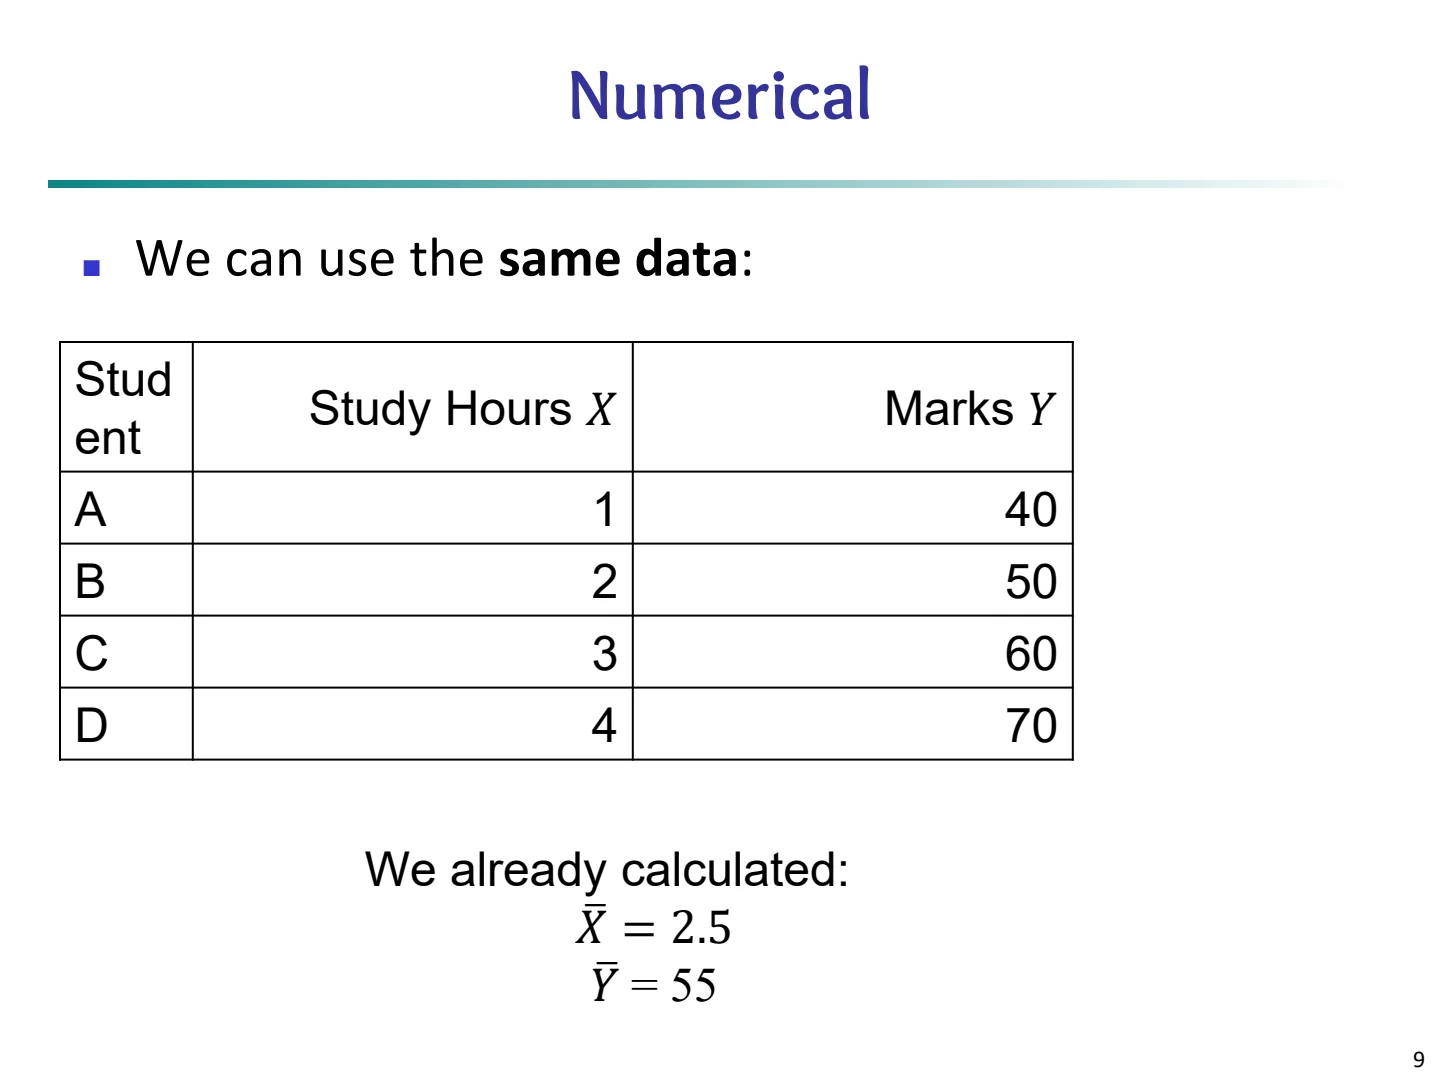 Numerical
■ We can use the same data:
Stud
ent
Study Hours 𝑋
Marks 𝑌
A 1 40
B 2 50
C 3 60
D 4 70
We already calculated:
X̄ = 2.5
Ȳ = 55
9